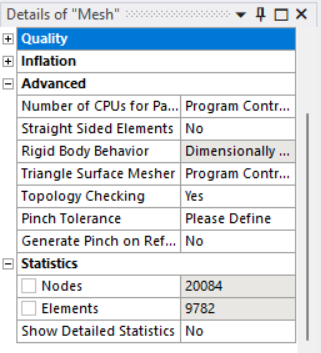 Details of "Mesh"
Quality
Inflation
Advanced
Number of CPUs for Pa... Program Contr...
Straight Sided Elements No
Rigid Body Behavior Dimensionally ...
Triangle Surface Mesher Program Contr...
Topology Checking Yes
Pinch Tolerance Please Define
Generate Pinch on Ref... No
Statistics
Nodes 20084
Elements 9782
Show Detailed Statistics No